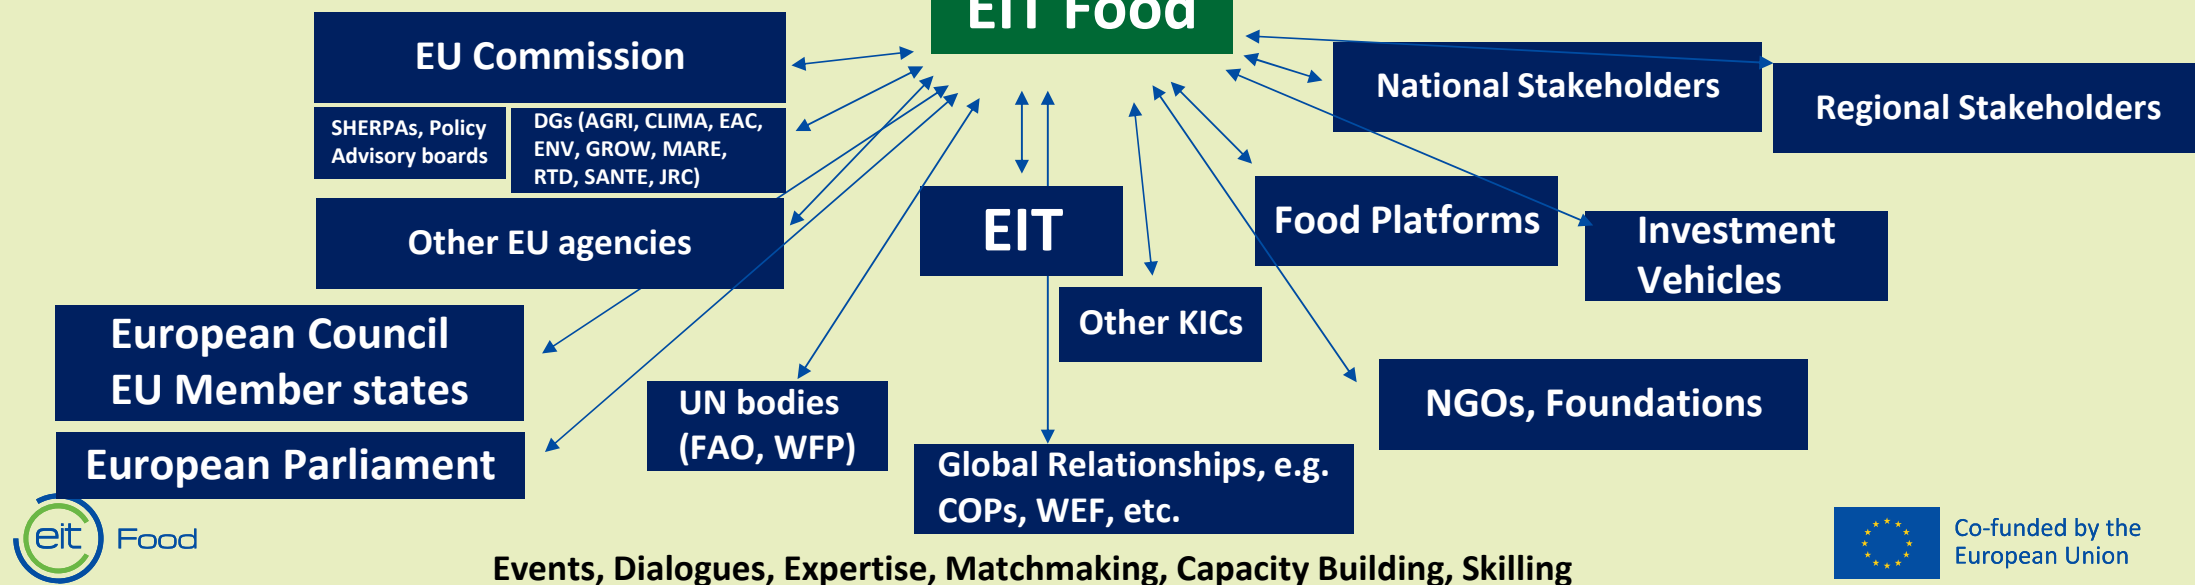 EIT Food
EU Commission
SHERPAs, Policy
Advisory boards
DGs (AGRI, CLIMA, EAC,
ENV, GROW, MARE,
RTD, SANTE, JRC)
Other EU agencies
European Council
EU Member states
European Parliament
UN bodies
(FAO, WFP)
EIT
Other KICs
Global Relationships, e.g.
COPs, WEF, etc.
National Stakeholders
Regional Stakeholders
Food Platforms
Investment
Vehicles
NGOs, Foundations
eit Food
Events, Dialogues, Expertise, Matchmaking, Capacity Building, Skilling
Co-funded by the
European Union